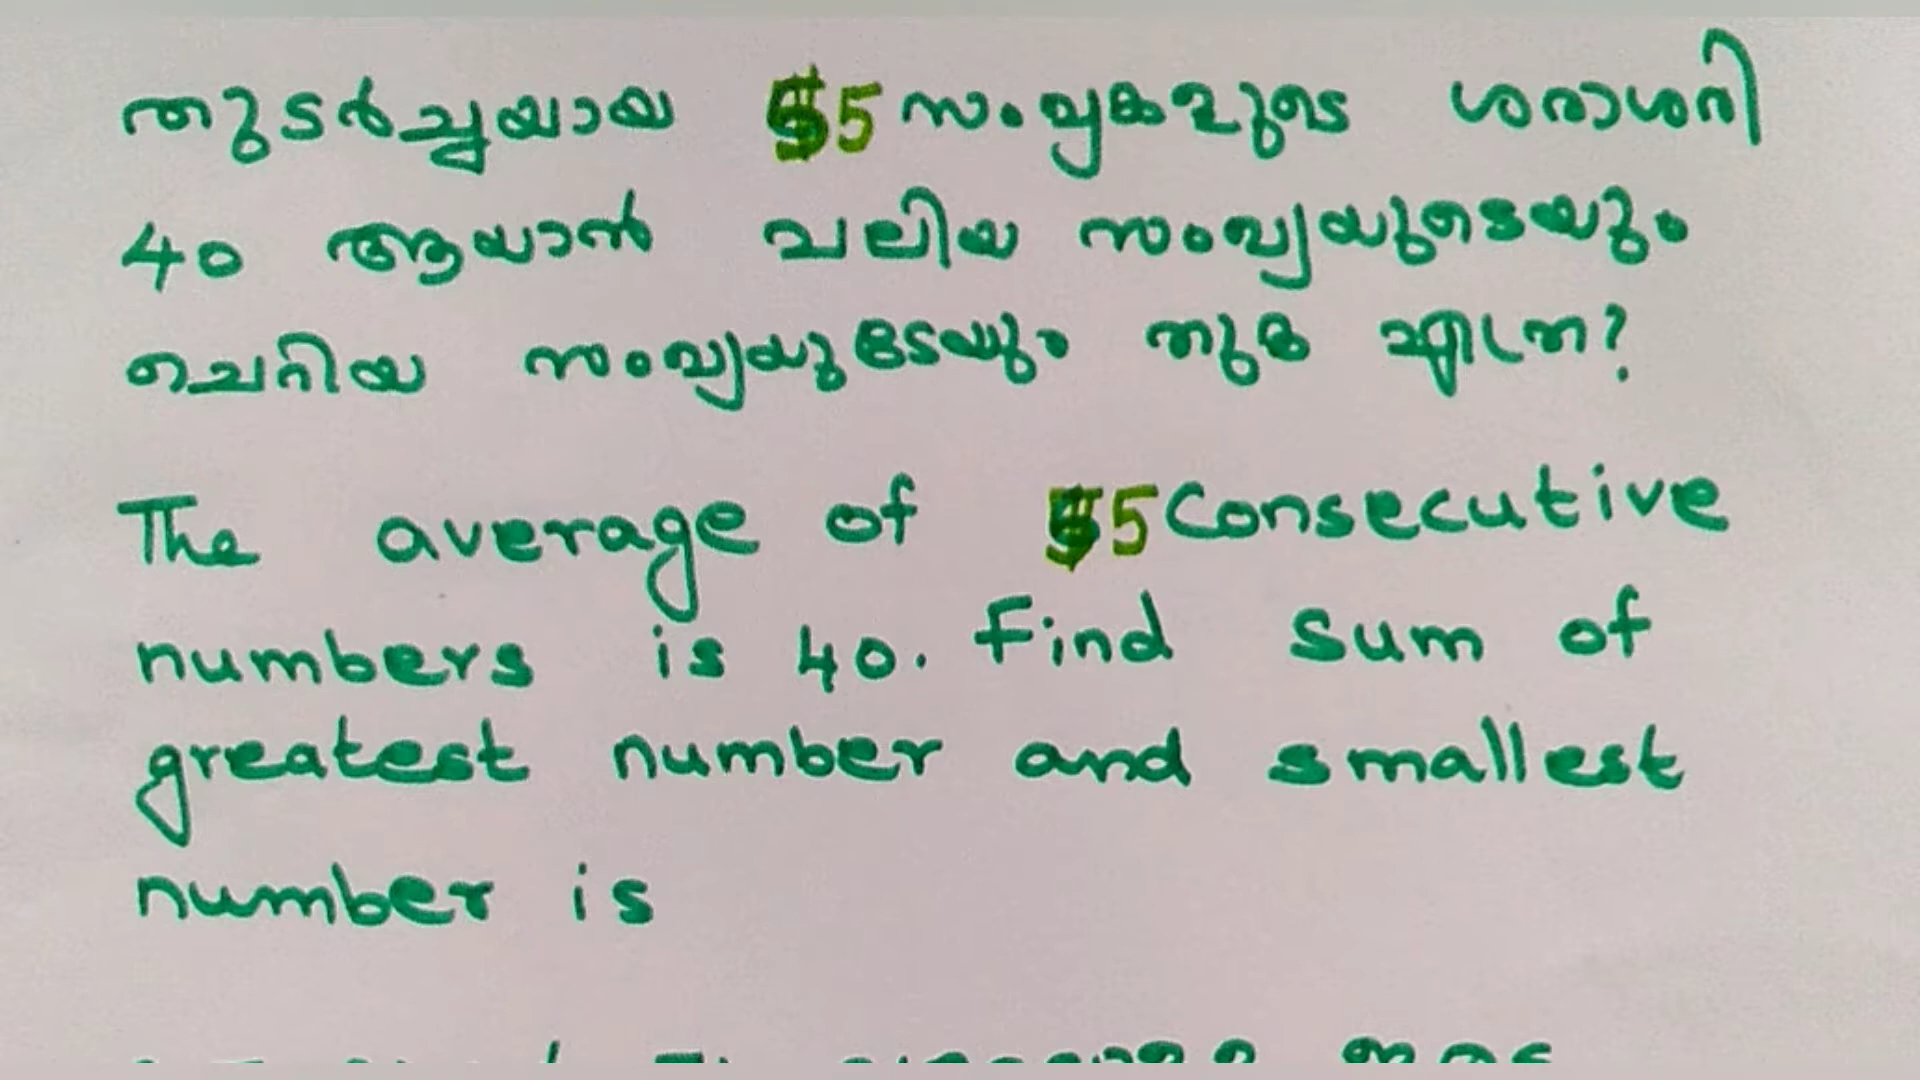 തുടർച്ചയായ 5 സംഖ്യകളുടെ ശരാശരി
40 ആയാൽ വലിയ സംഖ്യയുടെയും
ചെറിയ സംഖ്യയുടേയും തുക എത്ര?
The average of 5 Consecutive
numbers is 40. Find sum of
greatest number and smallest
number is